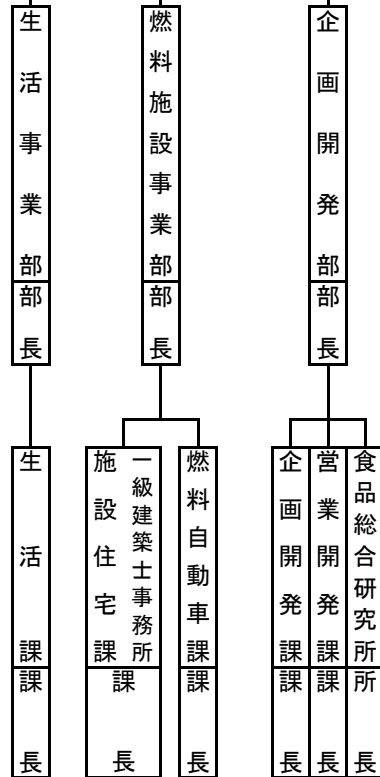 企画開発部
部長
燃料施設事業部
部長
生活事業部
部長
食品総合研究所
所長
営業開発課
課長
企画開発課
課長
燃料自動車課
課長
一級建築士事務所
施設住宅課
課長
生活課
課長